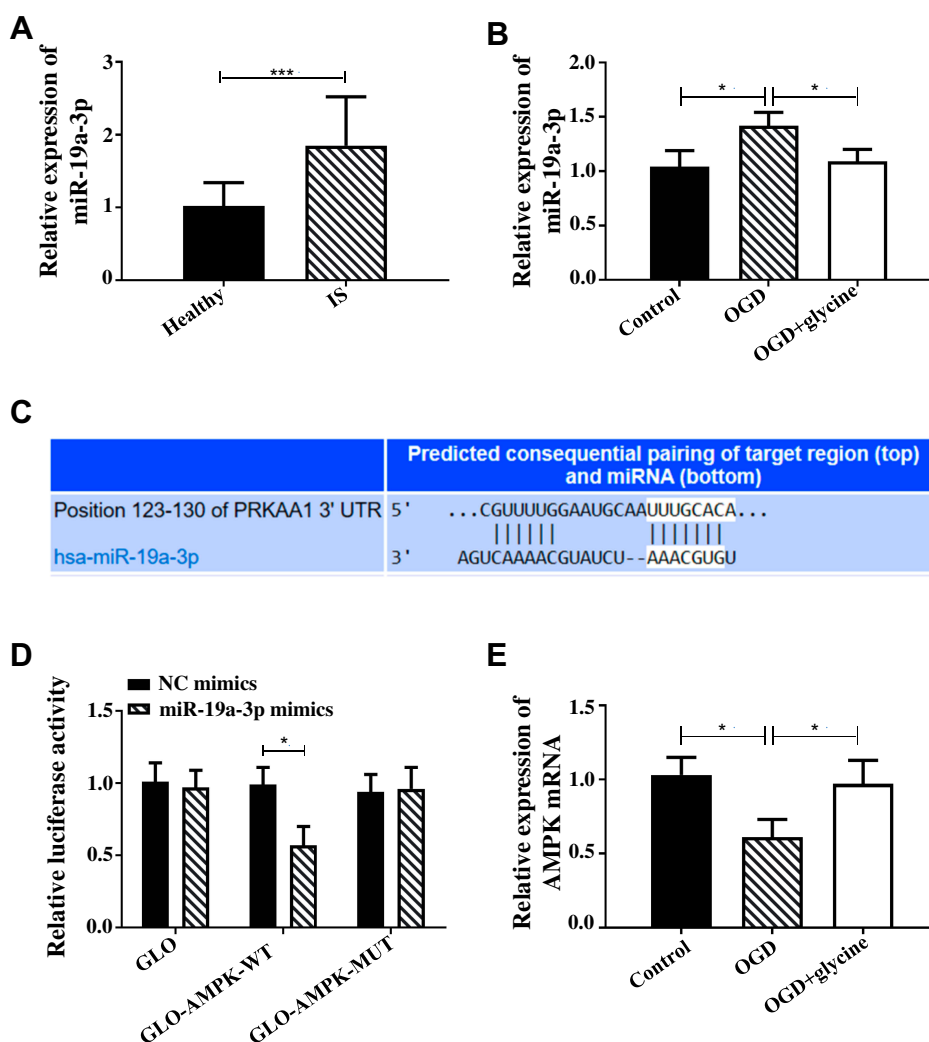 A
Relative expression of
miR-19a-3p
3
2
1
0
***
Healthy
IS
B
Relative expression of
miR-19a-3p
2.0
1.5
1.0
0.5
0.0
*
*
Control
OGD
OGD+glycine
C
Predicted consequential pairing of target region (top)
and miRNA (bottom)
Position 123-130 of PRKAA1 3' UTR 5' ...CGUUUUGGAAUGCAAUUUGCACA...
|||||| |||||||
hsa-miR-19a-3p 3' AGUCAAAACGUAUCU--AAACGUGU
D
NC mimics
miR-19a-3p mimics
Relative luciferase activity
1.5
1.0
0.5
0.0
*
GLO
GLO-AMPK-WT
GLO-AMPK-MUT
E
Relative expression of
AMPK mRNA
1.5
1.0
0.5
0.0
*
*
Control
OGD
OGD+glycine